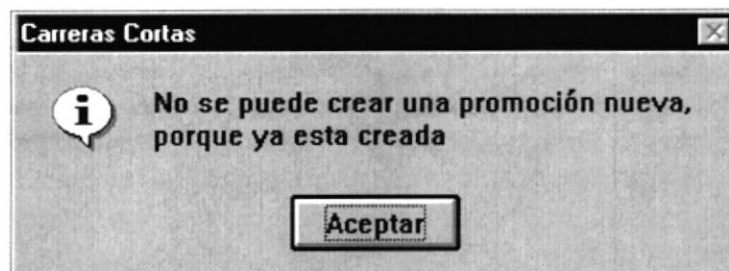 Carreras Cortas
No se puede crear una promoción nueva,
porque ya esta creada
Aceptar